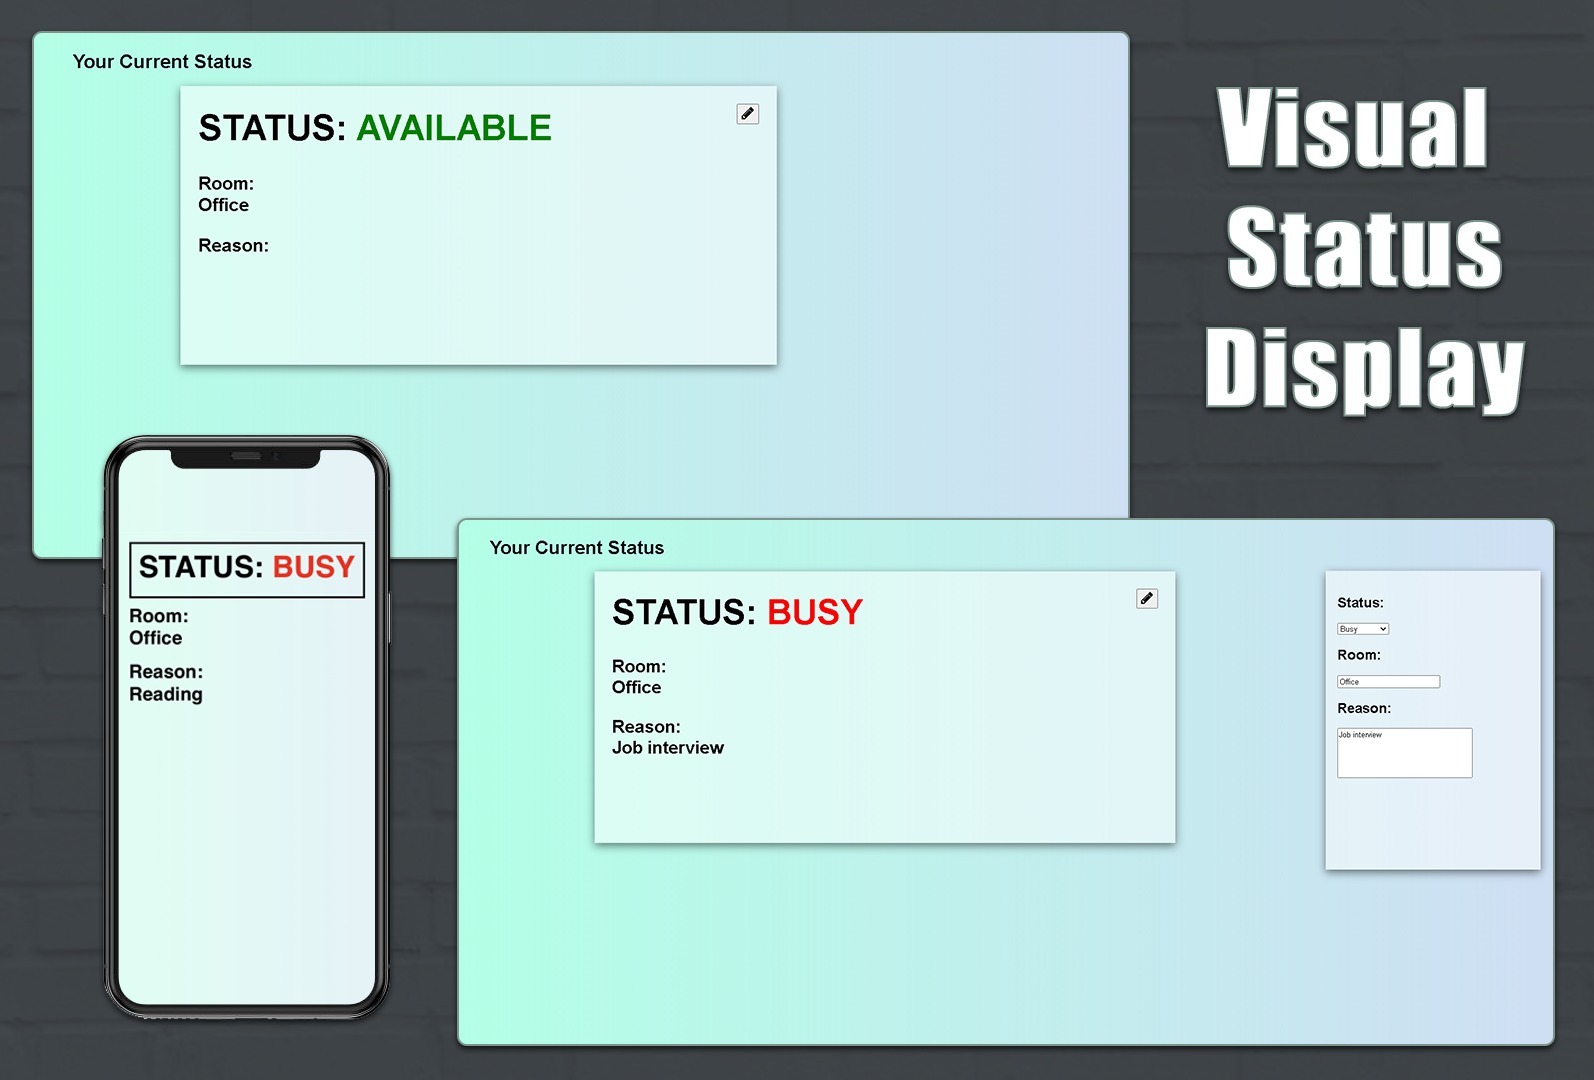 Your Current Status
STATUS: AVAILABLE
Room:
Office
Reason:
Visual
Status
Display
STATUS: BUSY
Room:
Office
Reason:
Reading
Your Current Status
STATUS: BUSY
Room:
Office
Reason:
Job interview
Status:
Busy
Room:
Office
Reason:
Job interview